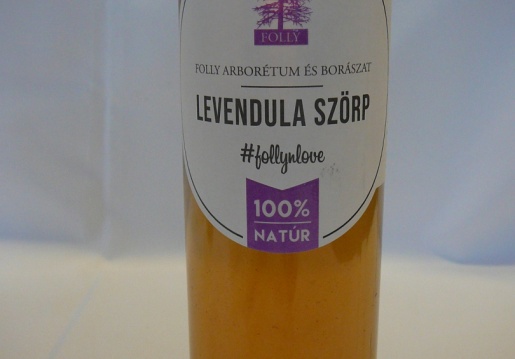 FOLLY
FOLLY ARBORÉTUM ÉS BORÁSZAT
LEVENDULA SZÖRP
#follynlove
100%
NATÚR